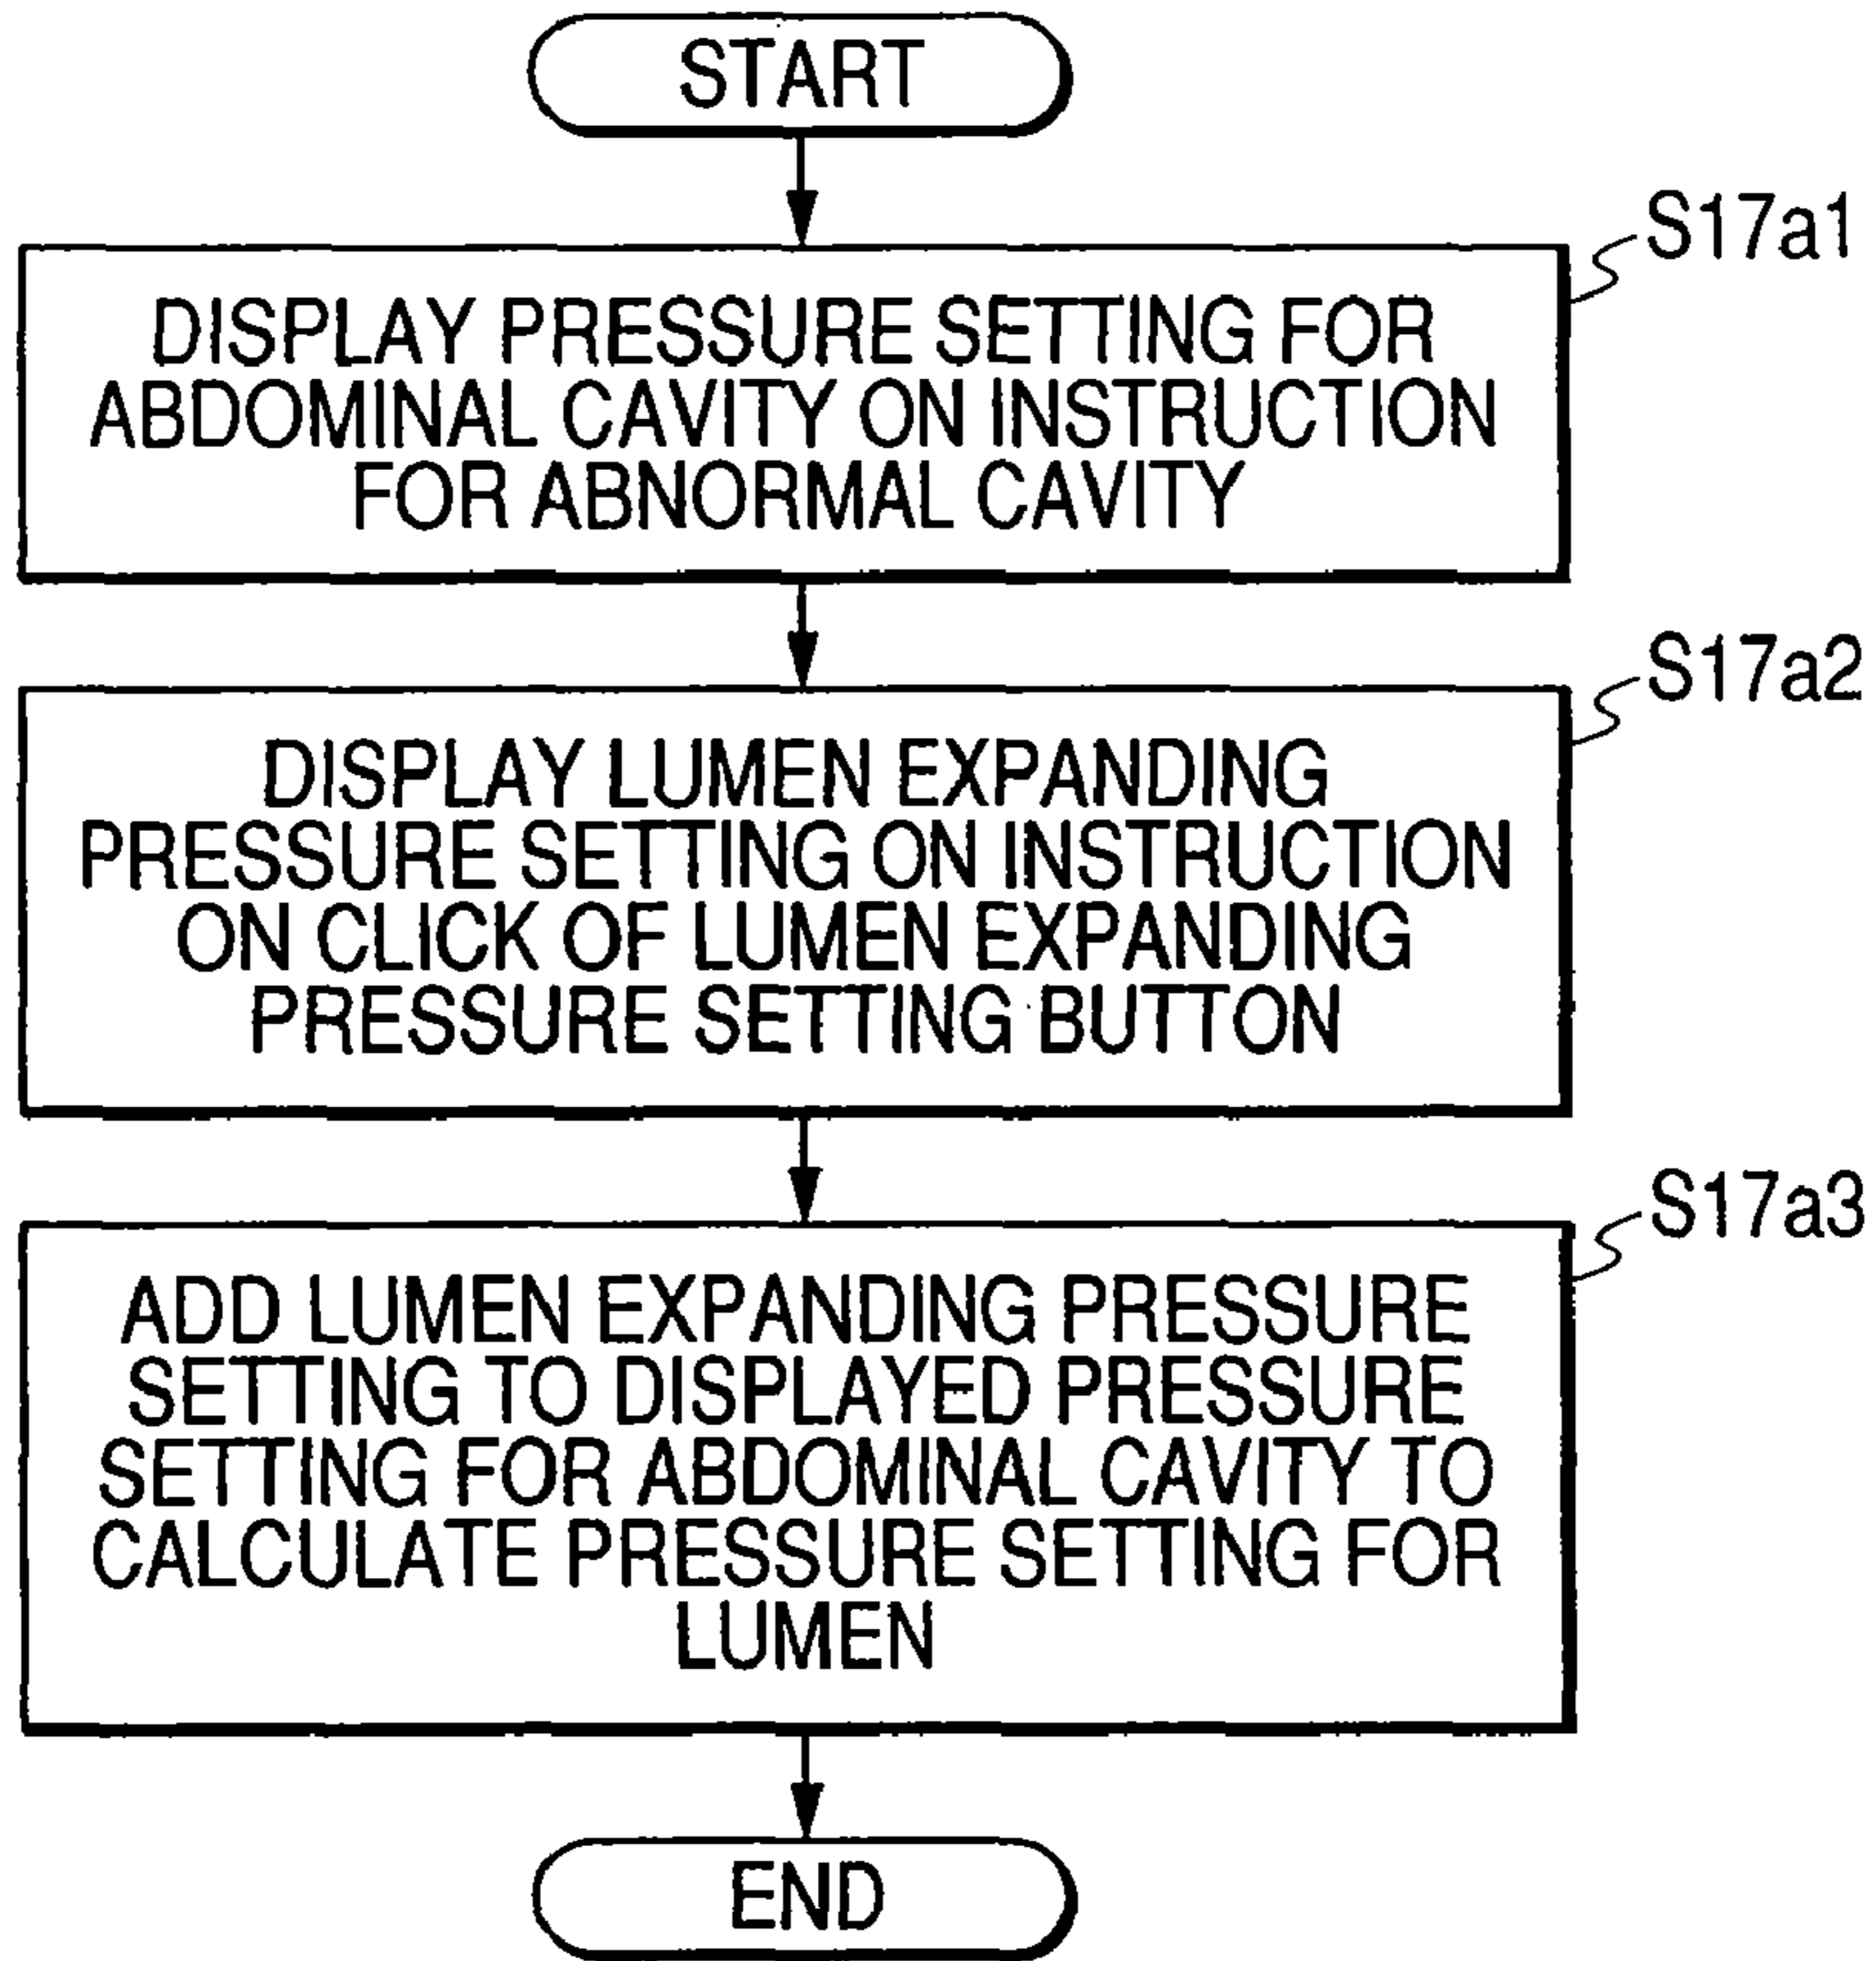 START
S17a1
DISPLAY PRESSURE SETTING FOR
ABDOMINAL CAVITY ON INSTRUCTION
FOR ABNORMAL CAVITY
S17a2
DISPLAY LUMEN EXPANDING
PRESSURE SETTING ON INSTRUCTION
ON CLICK OF LUMEN EXPANDING
PRESSURE SETTING BUTTON
S17a3
ADD LUMEN EXPANDING PRESSURE
SETTING TO DISPLAYED PRESSURE
SETTING FOR ABDOMINAL CAVITY TO
CALCULATE PRESSURE SETTING FOR
LUMEN
END